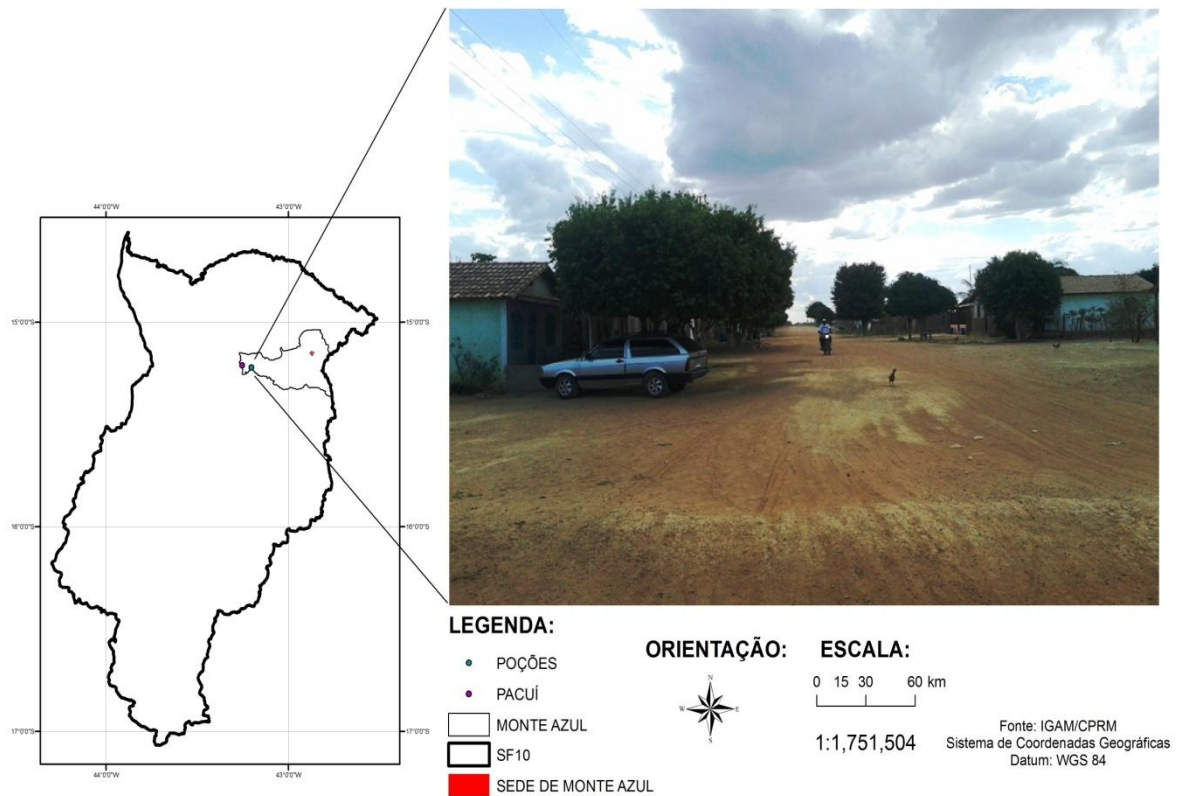 44°0'0"W 43°0'0"W
15°0'0"S 15°0'0"S
16°0'0"S 16°0'0"S
17°0'0"S 17°0'0"S
44°0'0"W 43°0'0"W
LEGENDA:
POÇÕES
PACUÍ
MONTE AZUL
SF10
SEDE DE MONTE AZUL
ORIENTAÇÃO:
N
W E
S
ESCALA:
0 15 30 60 km
1:1,751,504
Fonte: IGAM/CPRM
Sistema de Coordenadas Geográficas
Datum: WGS 84